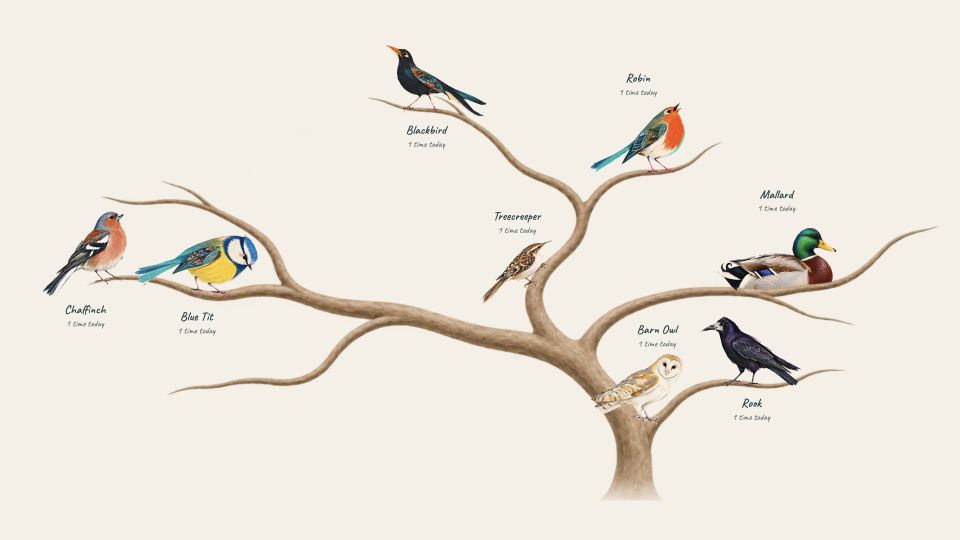 Robin
1 time today
Blackbird
1 time today
Mallard
1 time today
Treecreeper
1 time today
Chaffinch
1 time today
Blue Tit
1 time today
Barn Owl
1 time today
Rook
1 time today